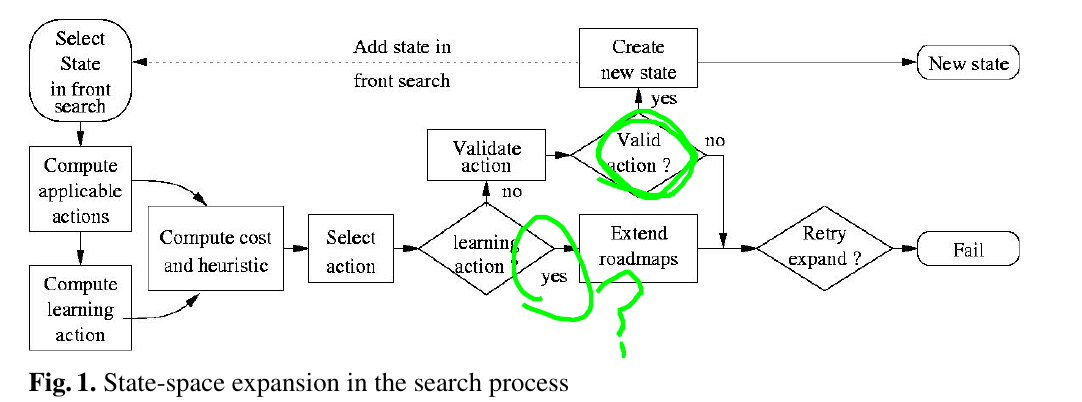 Select
State
in front
search
Add state in
front search
Create
new state
New state
yes
Compute
applicable
actions
Validate
action
Valid
action ?
no
no
Compute cost
and heuristic
Select
action
learning
action ?
yes
Extend
roadmaps
Retry
expand ?
Fail
Compute
learning
action
?
Fig. 1. State-space expansion in the search process